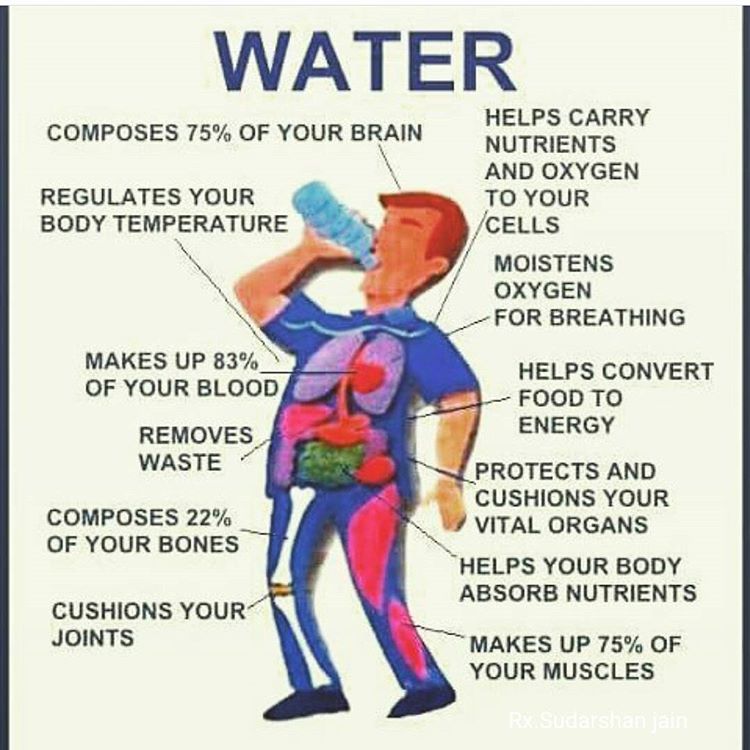 WATER
COMPOSES 75% OF YOUR BRAIN
REGULATES YOUR
BODY TEMPERATURE
MAKES UP 83%
OF YOUR BLOOD
REMOVES
WASTE
COMPOSES 22%
OF YOUR BONES
CUSHIONS YOUR
JOINTS
HELPS CARRY
NUTRIENTS
AND OXYGEN
TO YOUR
CELLS
MOISTENS
OXYGEN
FOR BREATHING
HELPS CONVERT
FOOD TO
ENERGY
PROTECTS AND
CUSHIONS YOUR
VITAL ORGANS
HELPS YOUR BODY
ABSORB NUTRIENTS
MAKES UP 75% OF
YOUR MUSCLES
Rx.Sudarshan jain